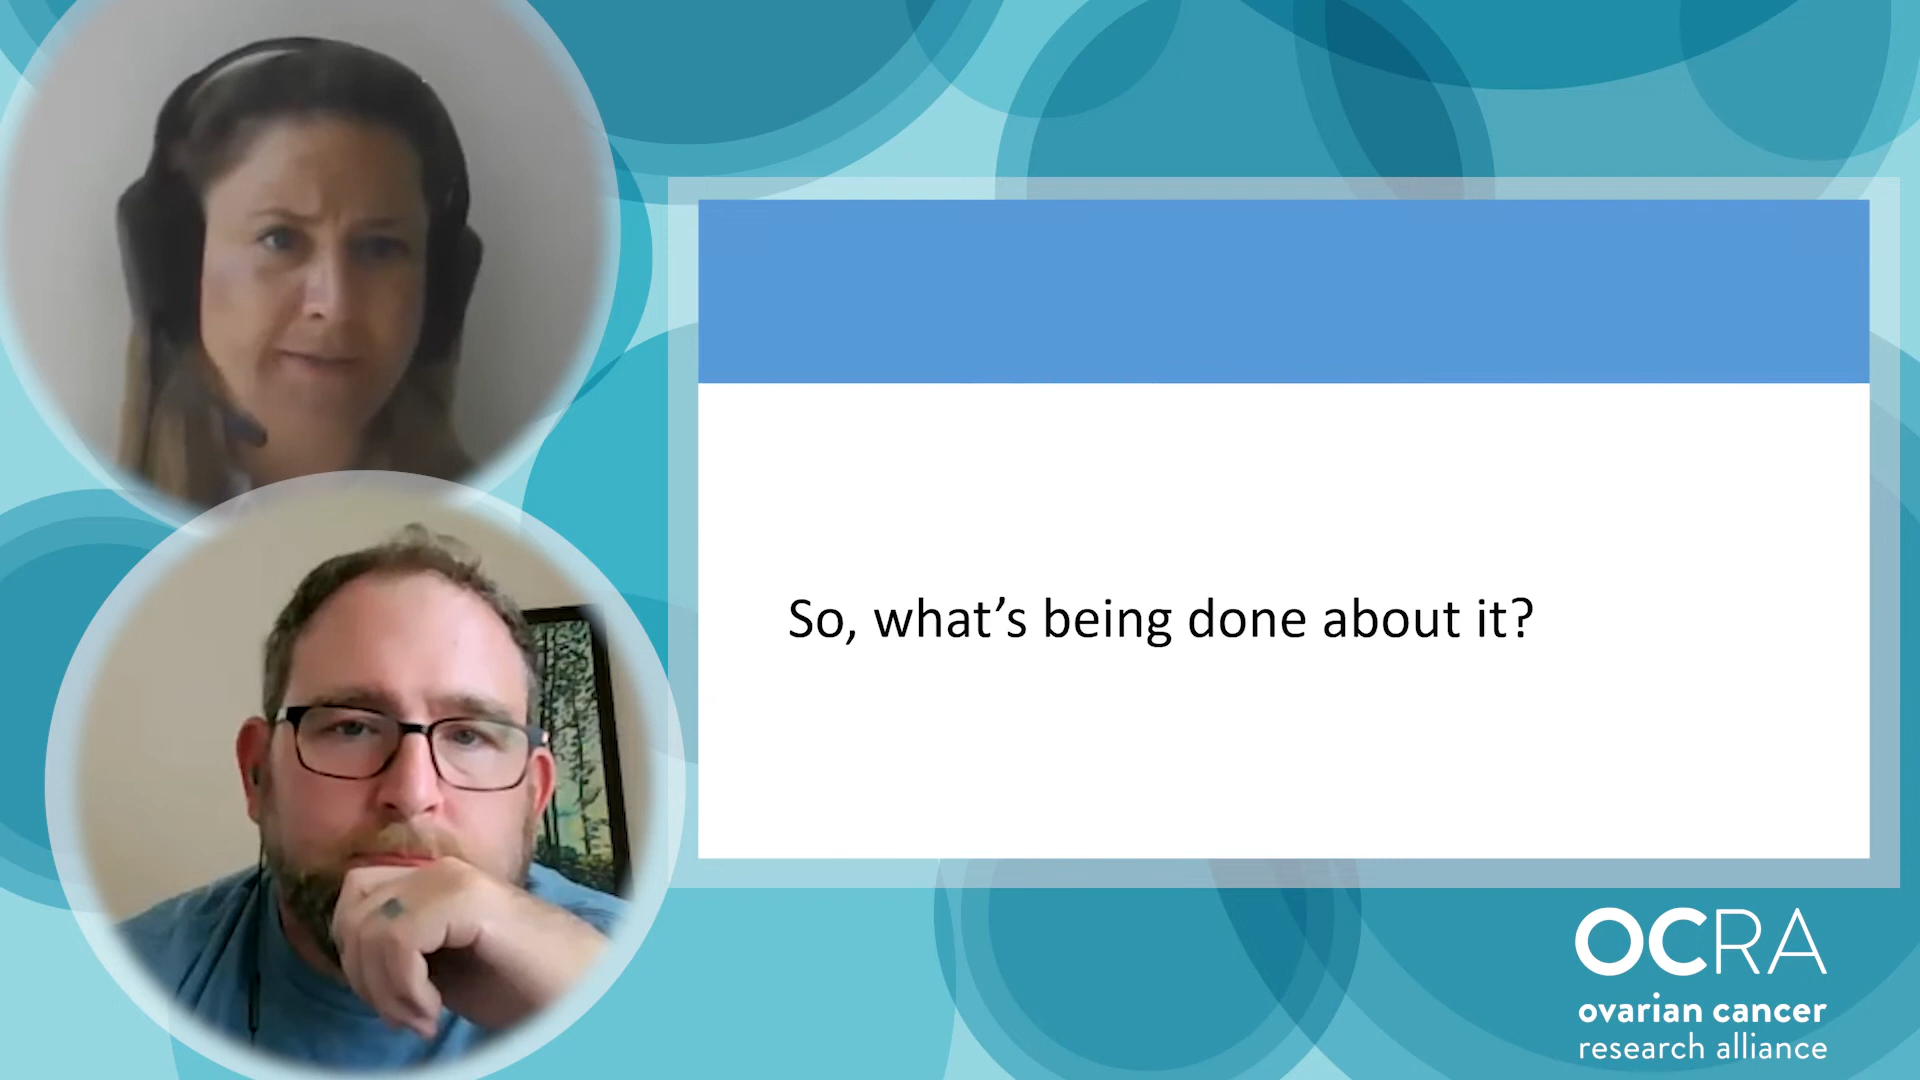 So, what's being done about it?
OCRA
ovarian cancer
research alliance